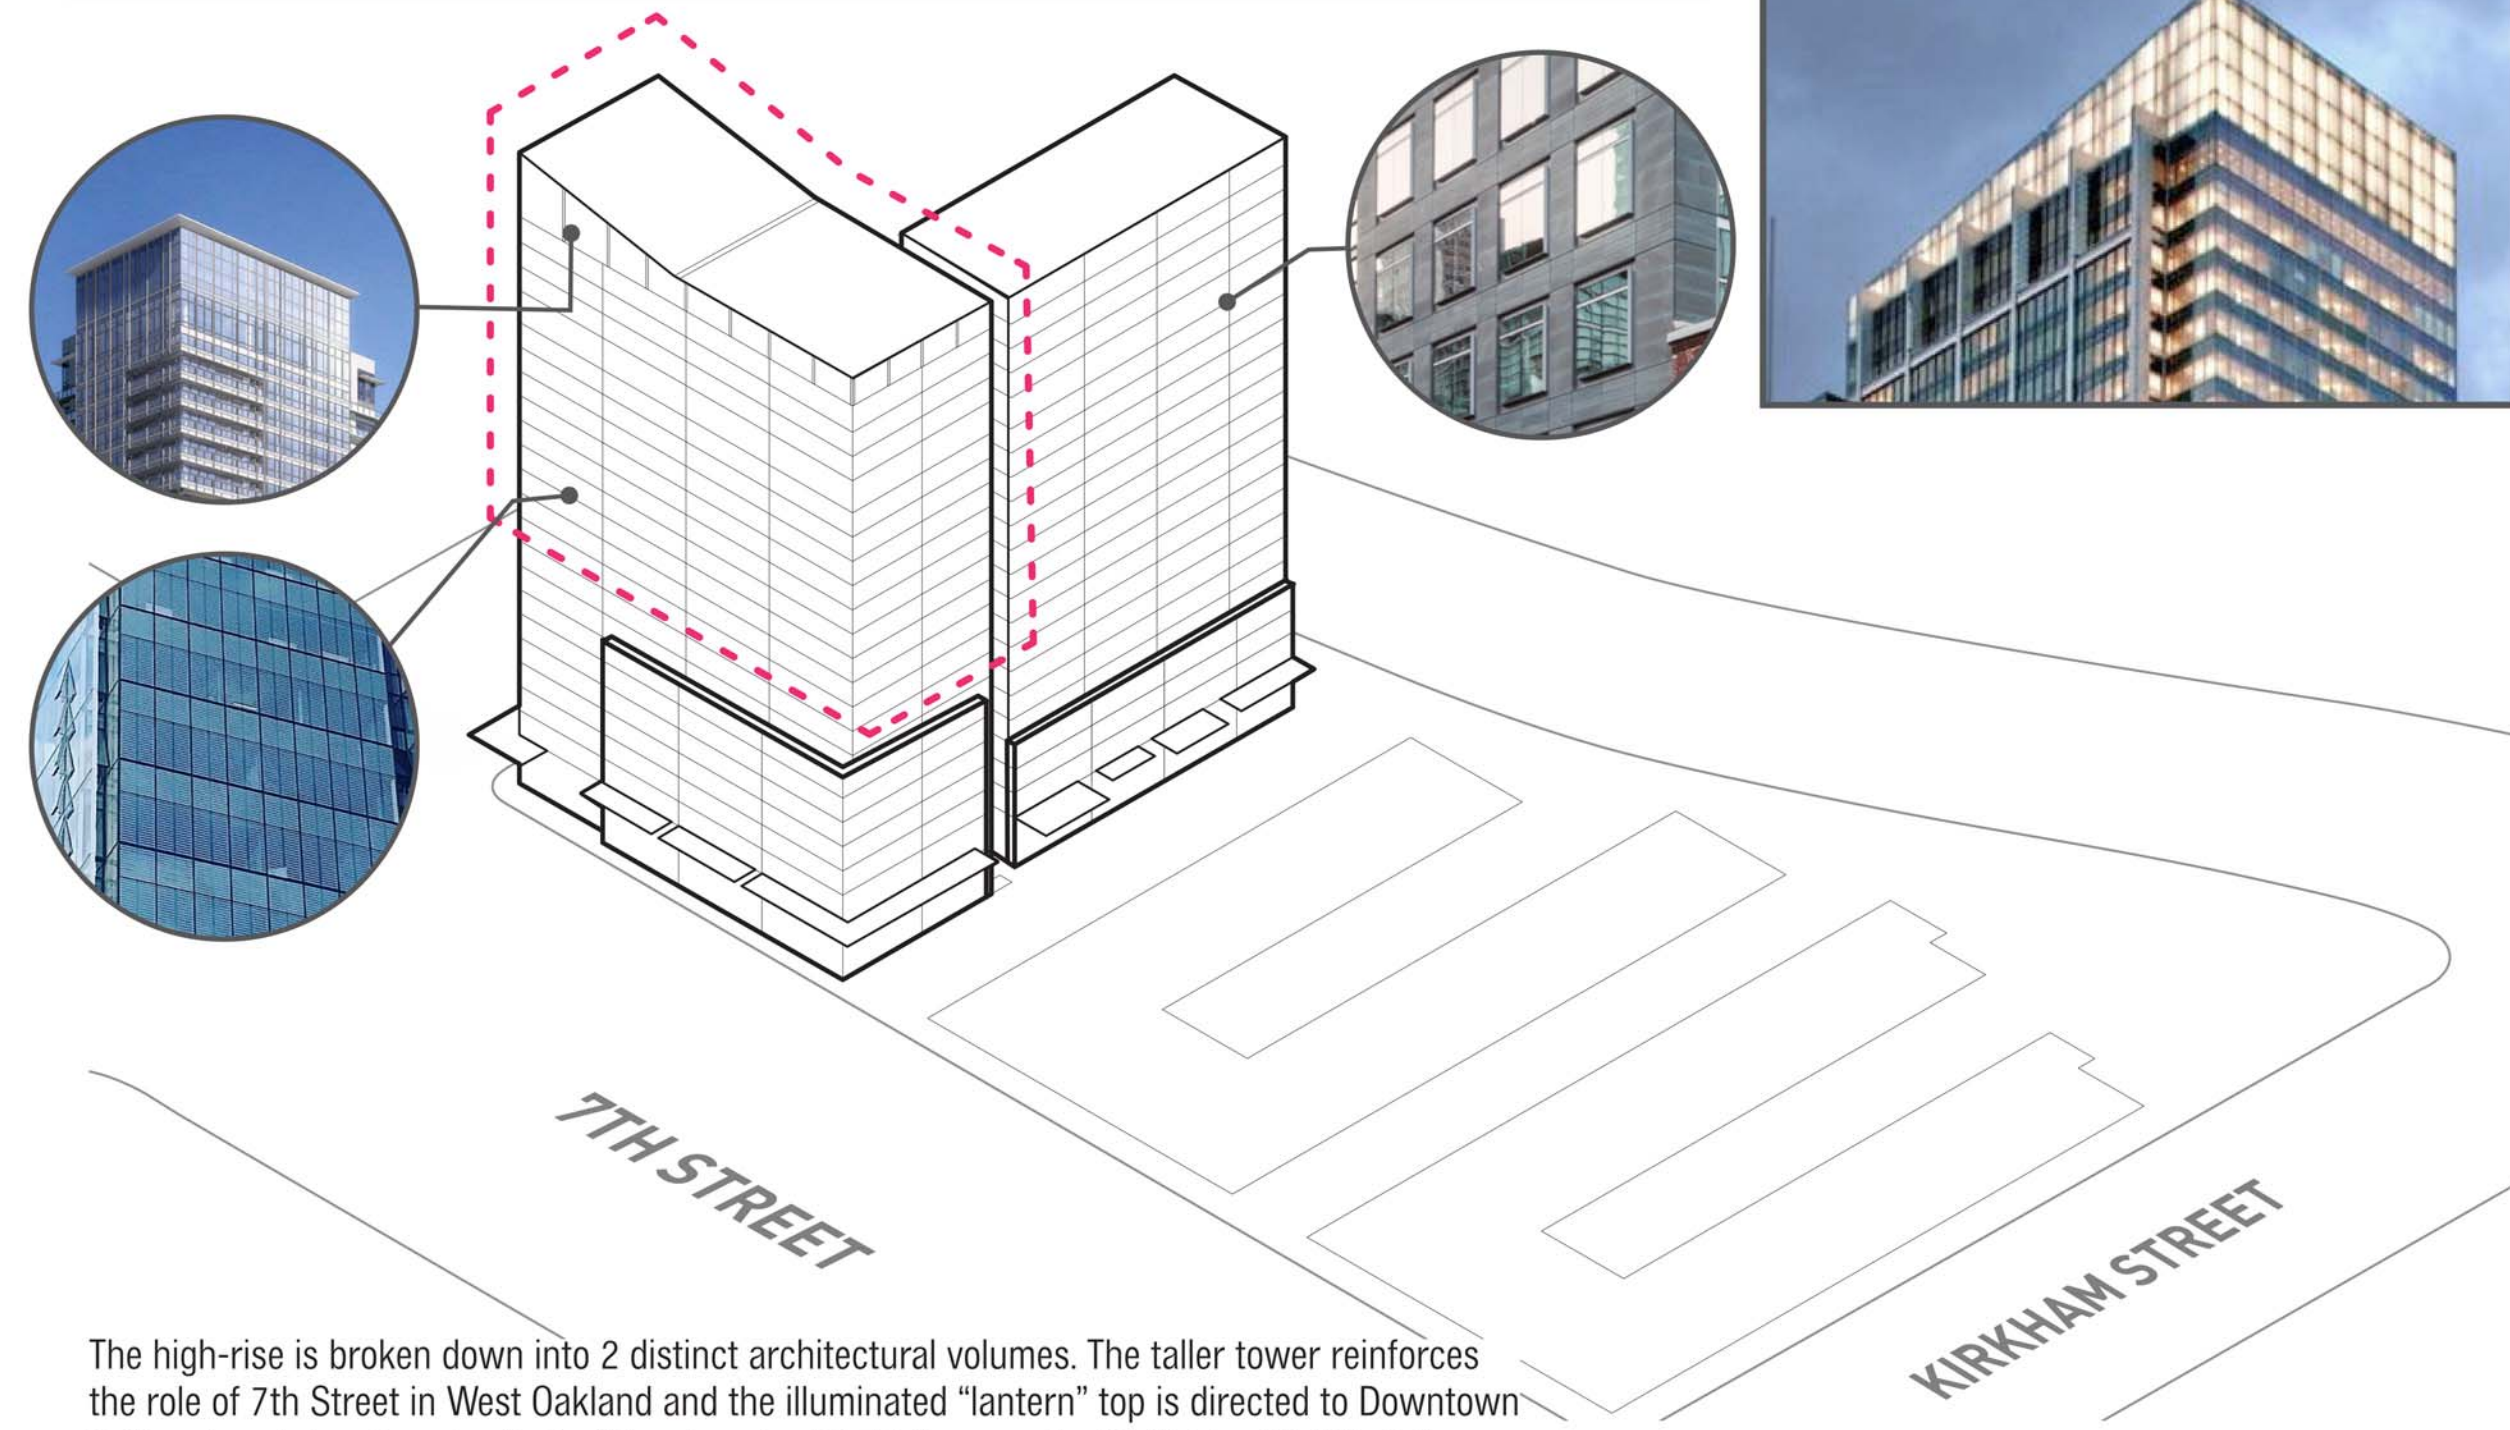 7TH STREET
KIRKHAM STREET
The high-rise is broken down into 2 distinct architectural volumes. The taller tower reinforces
the role of 7th Street in West Oakland and the illuminated “lantern” top is directed to Downtown